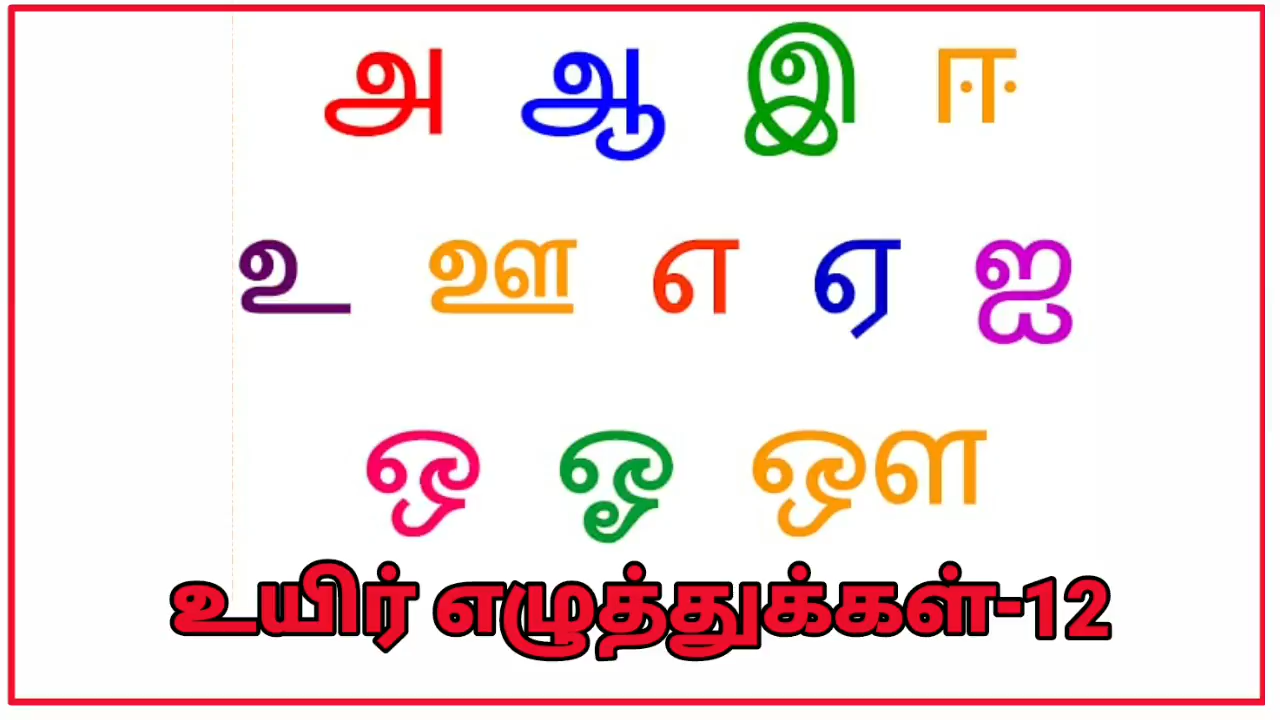 அ ஆ இ ஈ
உ ஊ எ ஏ ஐ
ஒ ஓ ஔ
உயிர் எழுத்துக்கள்-12